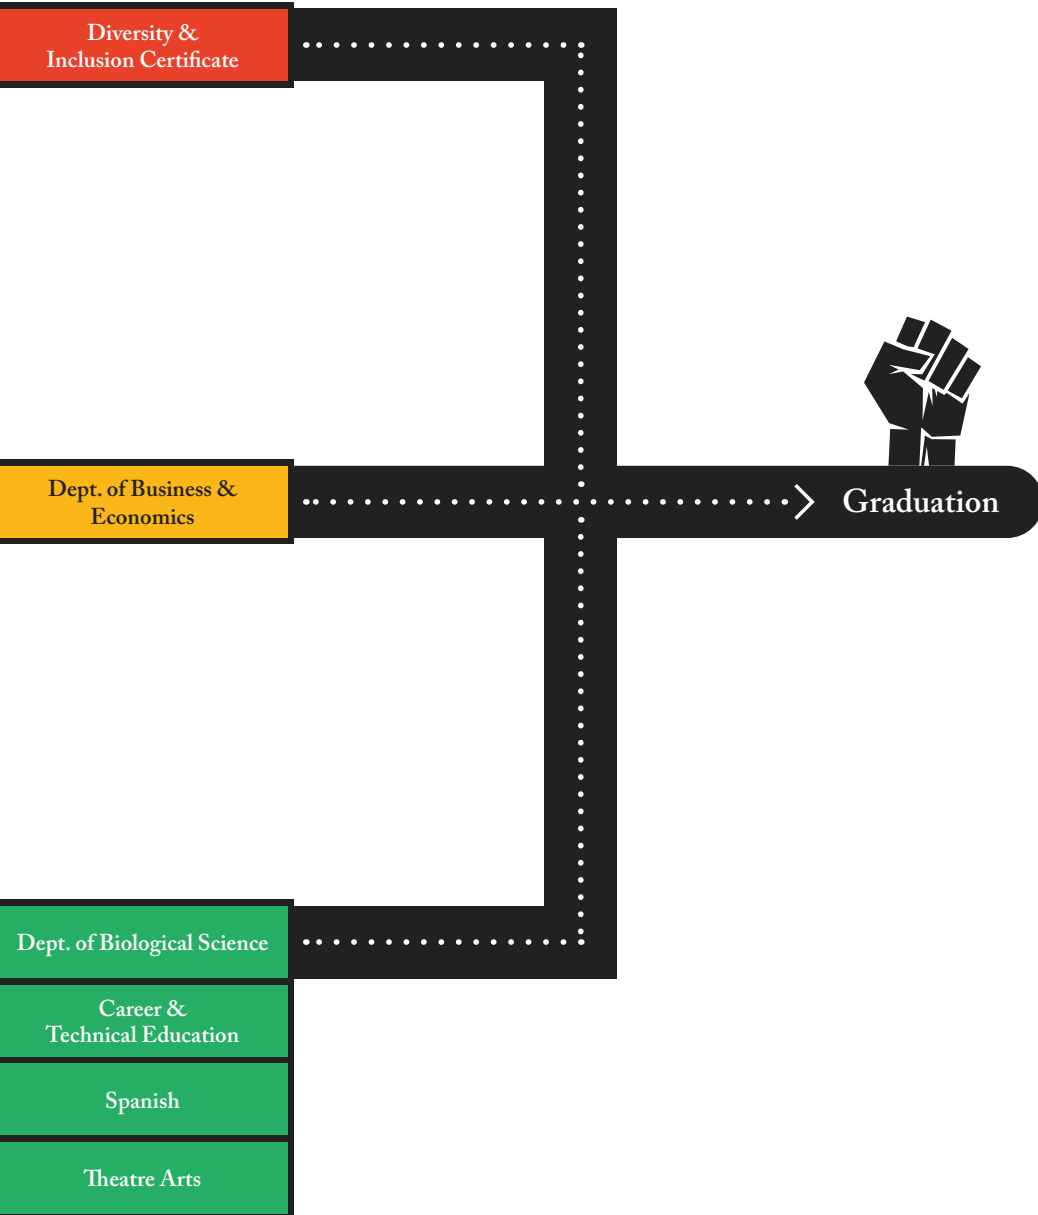 Diversity &
Inclusion Certificate
Dept. of Business &
Economics
Graduation
Dept. of Biological Science
Career &
Technical Education
Spanish
Theatre Arts